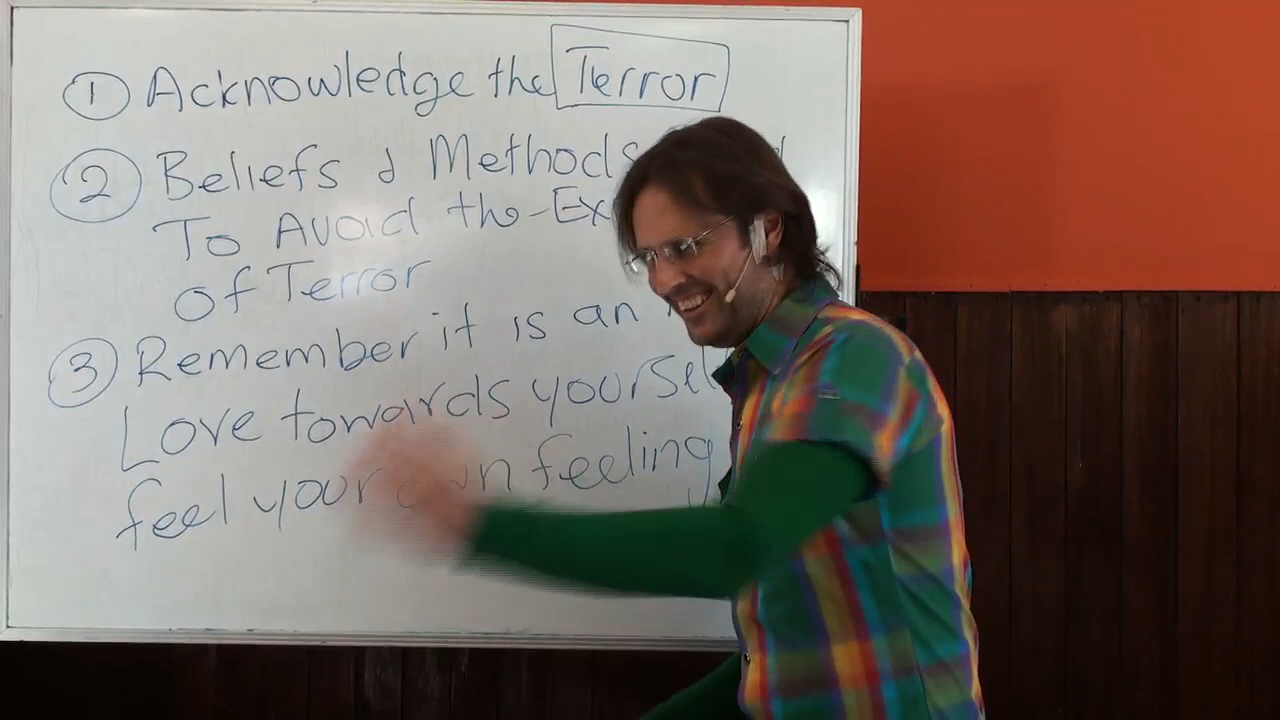 1 Acknowledge the Terror
2 Beliefs & Methods
To Avoid the
of Terror
3 Remember it is an
Love towards
feel your own feeling